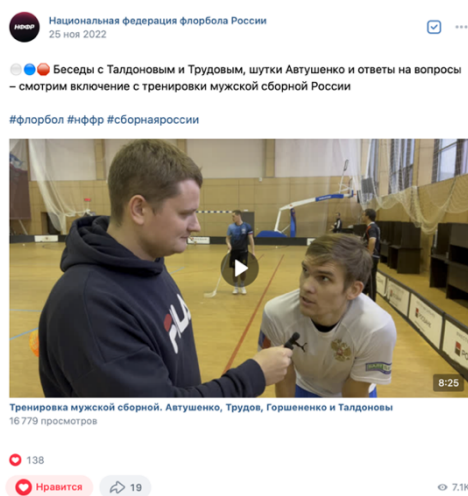 НФФР
Национальная федерация флорбола России
25 ноя 2022
Беседы с Талдоновым и Трудовым, шутки Автушенко и ответы на вопросы
– смотрим включение с тренировки мужской сборной России
#флорбол #нффр #сборнаяроссии
8:25
Тренировка мужской сборной. Автушенко, Трудов, Горшененко и Талдоновы
16 779 просмотров
138
Нравится
19
7.1K